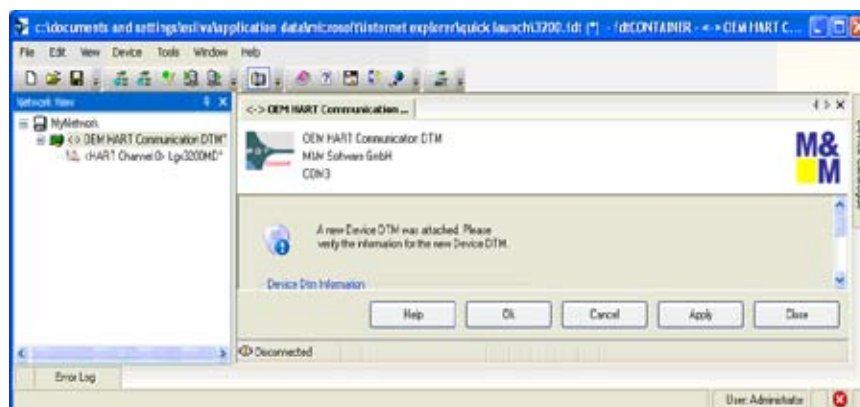 c:\documents and settings\esilva\application data\microsoft\internet explorer\quick launch\3200.fdt (*) - fdtCONTAINER - <-> OEM HART C...
File Edit View Device Tools Window Help
Network View
<-> OEM HART Communication ...
MyNetwork
<-> OEM HART Communication DTM*
<HART Channel 0> Lgx3200MD*
OEM HART Communication DTM
M&M Software GmbH
COM3
M&
M
A new Device DTM was attached. Please
verify the information for the new Device DTM.
Device Dtm Information
Help
Ok
Cancel
Apply
Close
Disconnected
Error Log
User: Administrator